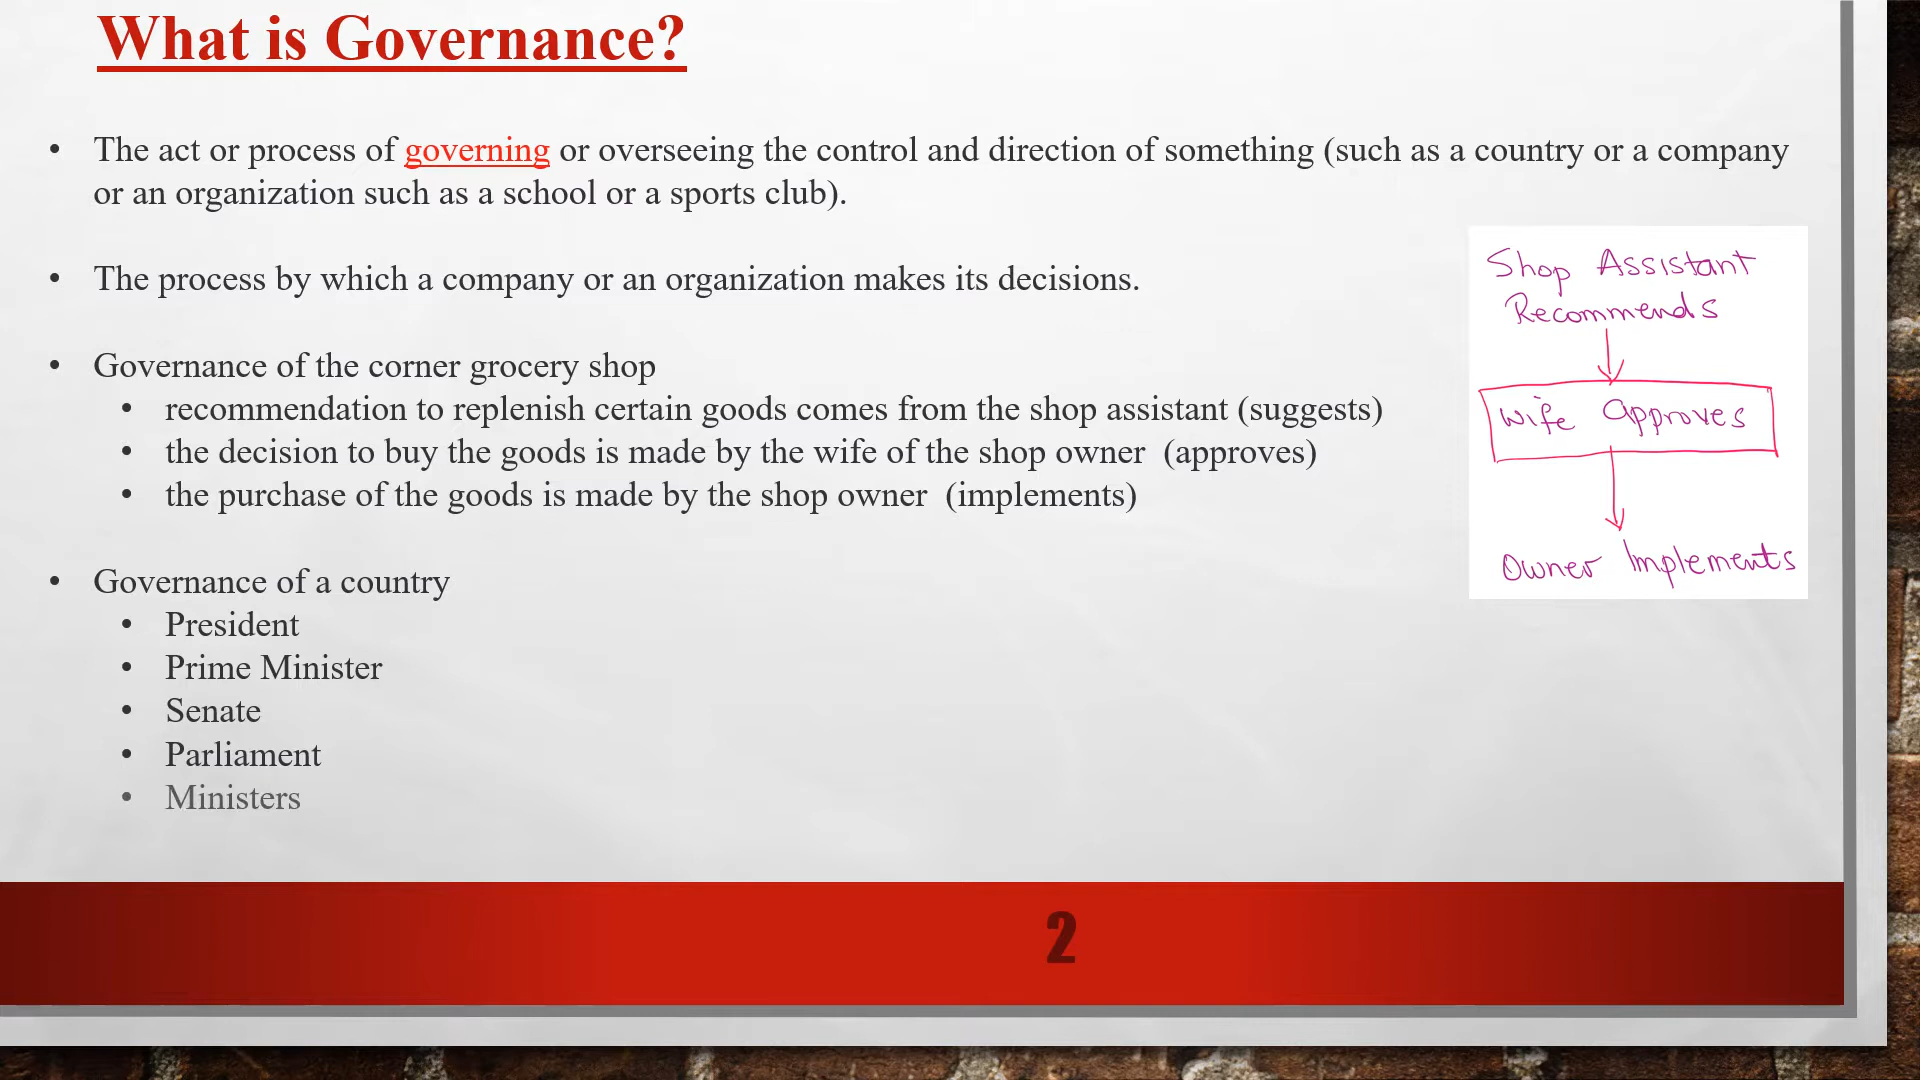 What is Governance?
• The act or process of governing or overseeing the control and direction of something (such as a country or a company
or an organization such as a school or a sports club).
• The process by which a company or an organization makes its decisions.
• Governance of the corner grocery shop
• recommendation to replenish certain goods comes from the shop assistant (suggests)
• the decision to buy the goods is made by the wife of the shop owner (approves)
• the purchase of the goods is made by the shop owner (implements)
• Governance of a country
• President
• Prime Minister
• Senate
• Parliament
• Ministers
Shop Assistant
Recommends
Wife Approves
Owner Implements
2